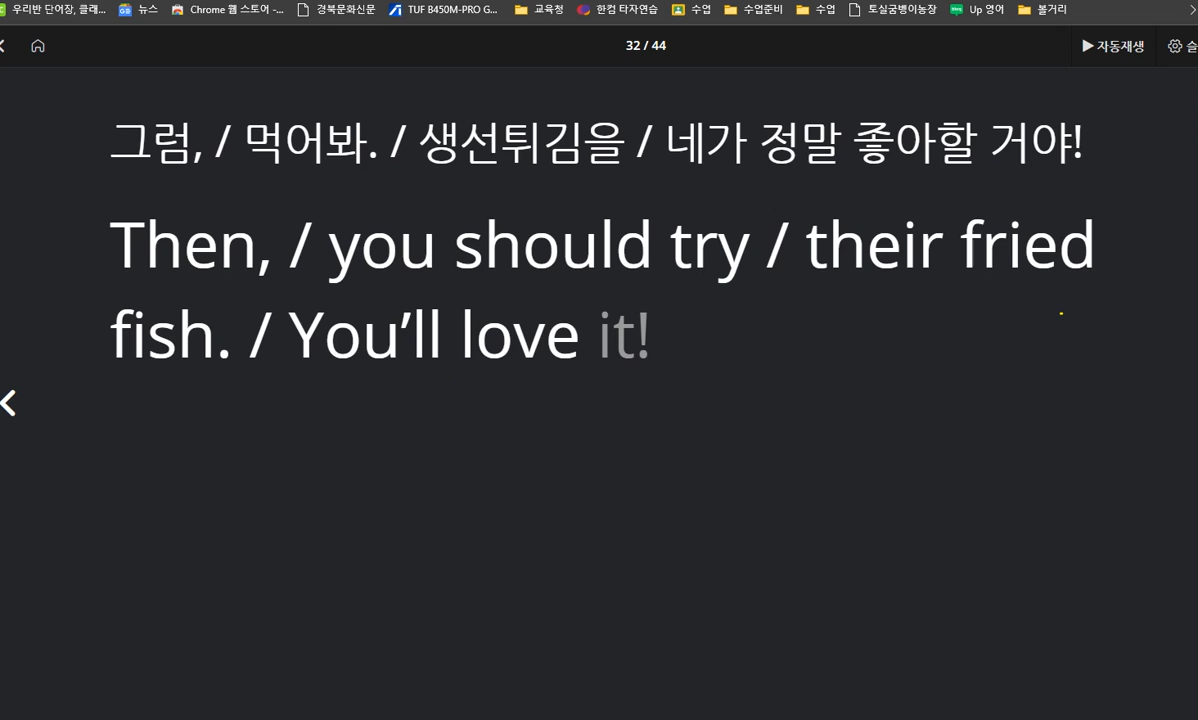 우리반 단어장, 클래... 뉴스 Chrome 웹 스토어 -... 경북문화신문 TUF B450M-PRO G... 교육청 한컴 타자연습 수업 수업준비 수업 토실굼벵이농장 Up 영어 볼거리
32 / 44 ▶자동재생 슬
그럼, / 먹어봐. / 생선튀김을 / 네가 정말 좋아할 거야!
Then, / you should try / their fried
fish. / You’ll love it!